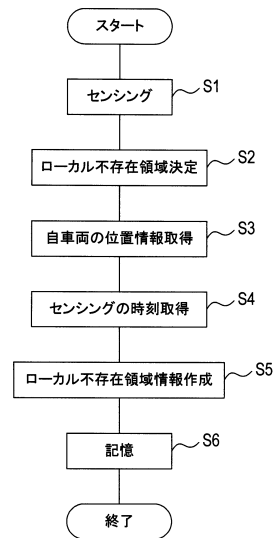 スタート
センシング S1
ローカル不存在領域決定 S2
自車両の位置情報取得 S3
センシングの時刻取得 S4
ローカル不存在領域情報作成 S5
記憶 S6
終了